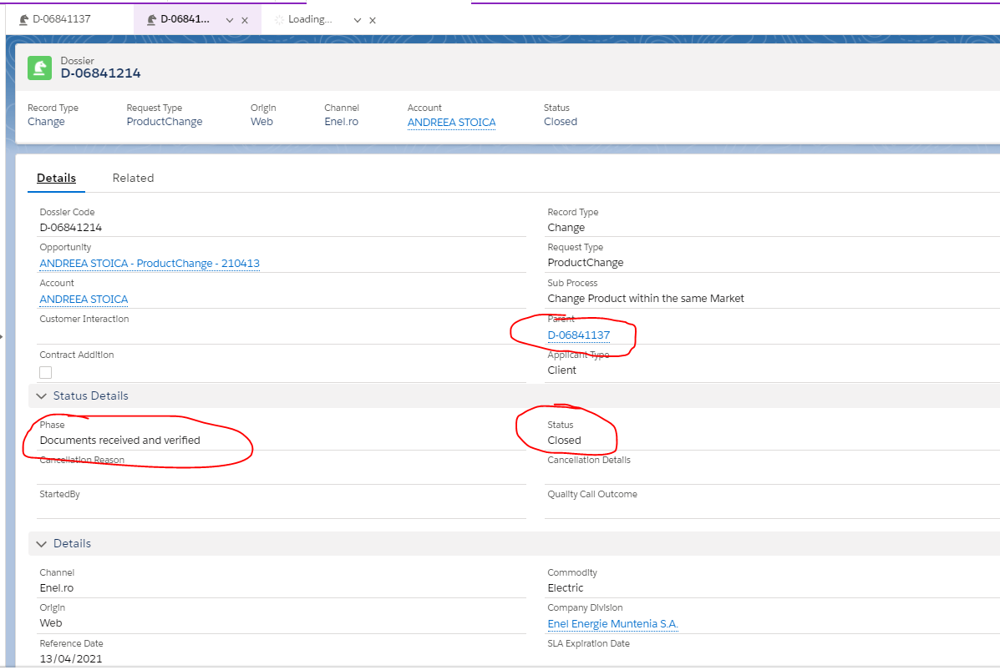 D-06841137
D-06841...
Loading...
Dossier
D-06841214
Record Type
Request Type
Origin
Channel
Account
Status
Change
ProductChange
Web
Enel.ro
ANDREEA STOICA
Closed
Details
Related
Dossier Code
D-06841214
Record Type
Change
Opportunity
ANDREEA STOICA - ProductChange - 210413
Request Type
ProductChange
Account
ANDREEA STOICA
Sub Process
Change Product within the same Market
Customer Interaction
Parent
D-06841137
Contract Addition
Applicant Type
Client
Status Details
Phase
Documents received and verified
Status
Closed
Cancellation Reason
Cancellation Details
StartedBy
Quality Call Outcome
Details
Channel
Enel.ro
Commodity
Electric
Origin
Web
Company Division
Enel Energie Muntenia S.A.
Reference Date
13/04/2021
SLA Expiration Date